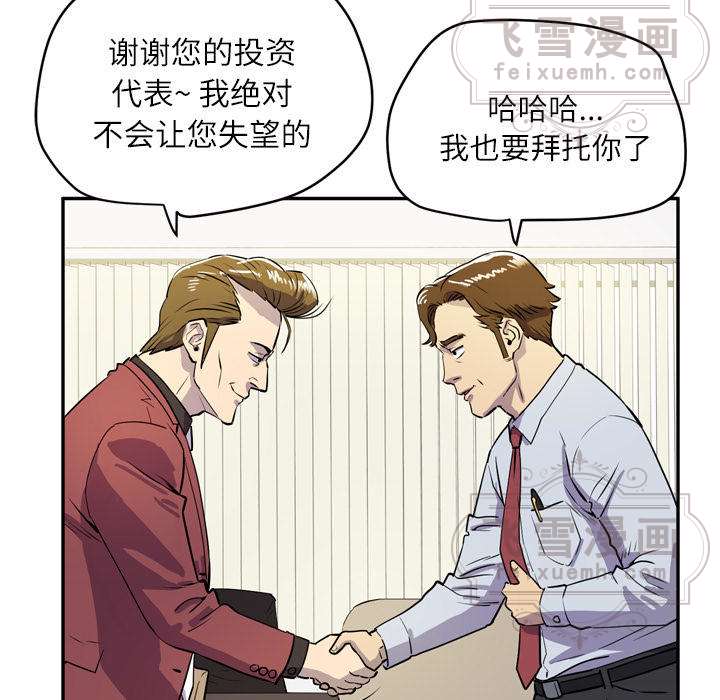 谢谢您的投资
代表~ 我绝对
不会让您失望的
飞雪漫画
feixuemh.com
哈哈哈...
我也要拜托你了
飞雪漫画
feixuemh.com